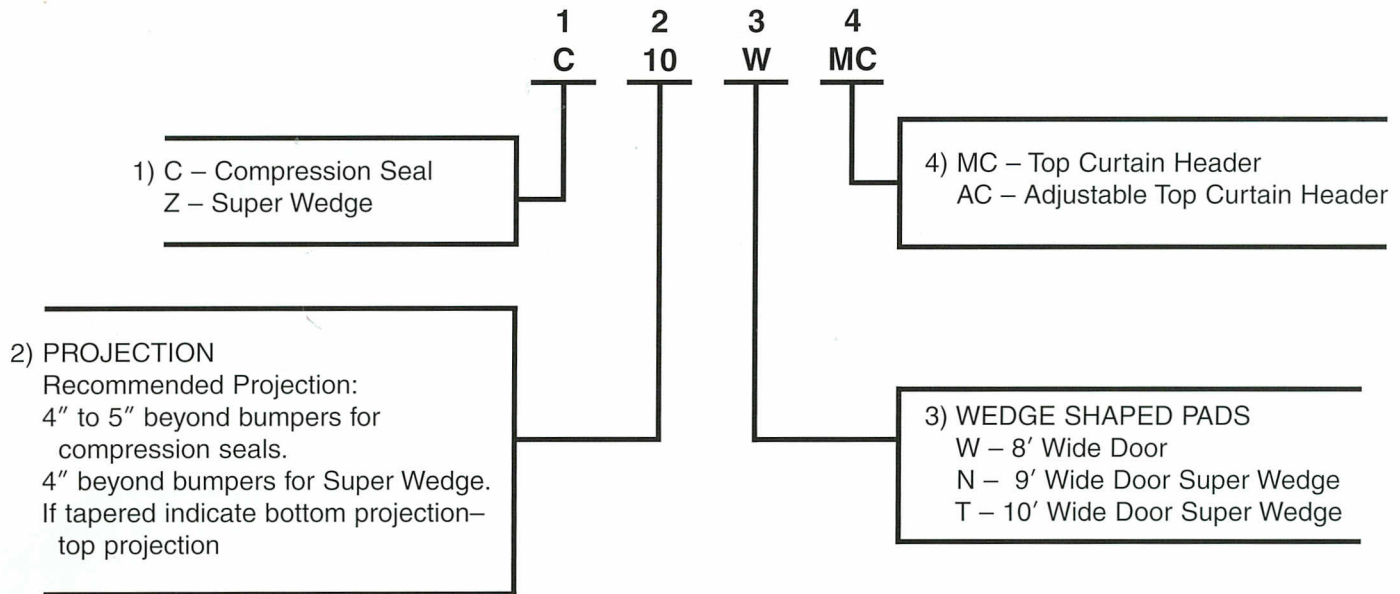 1 2 3 4
C 10 W MC
1) C – Compression Seal
Z – Super Wedge
4) MC – Top Curtain Header
AC – Adjustable Top Curtain Header
2) PROJECTION
Recommended Projection:
4″ to 5″ beyond bumpers for
compression seals.
4″ beyond bumpers for Super Wedge.
If tapered indicate bottom projection–
top projection
3) WEDGE SHAPED PADS
W – 8′ Wide Door
N – 9′ Wide Door Super Wedge
T – 10′ Wide Door Super Wedge